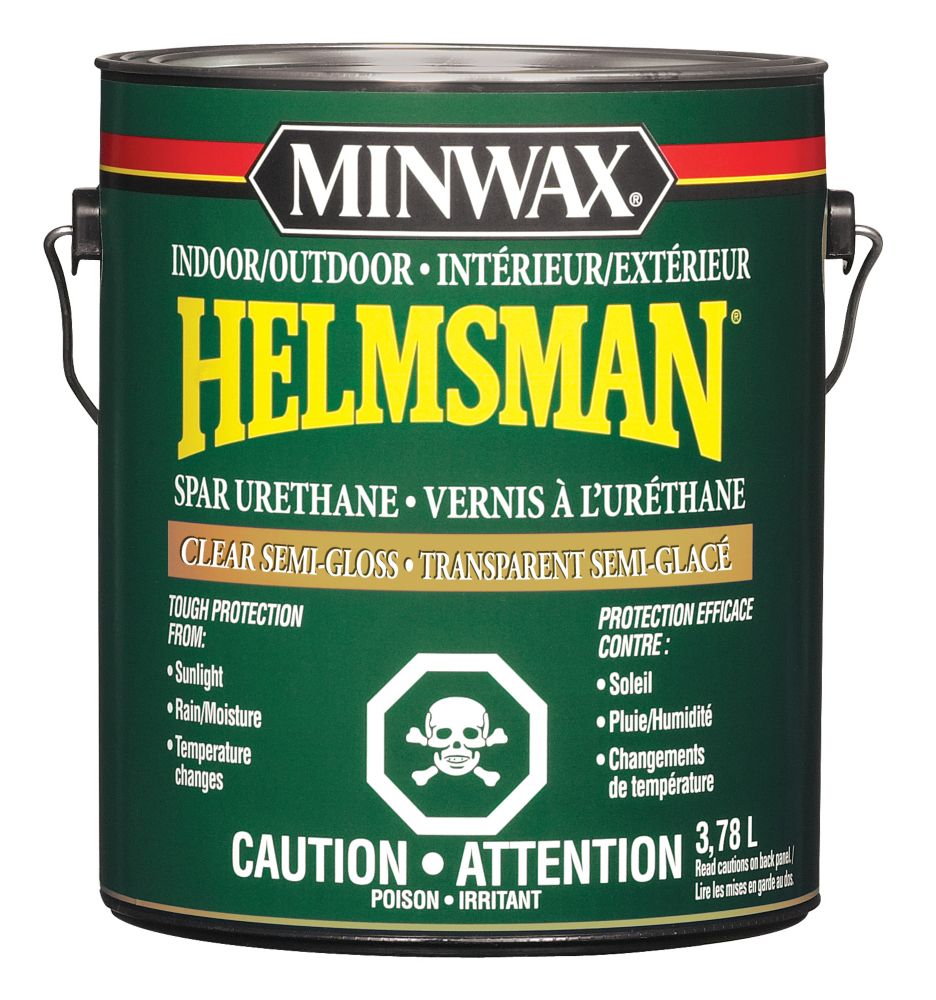 MINWAX®
INDOOR/OUTDOOR • INTÉRIEUR/EXTÉRIEUR
HELMSMAN®
SPAR URETHANE • VERNIS À L'URÉTHANE
CLEAR SEMI-GLOSS • TRANSPARENT SEMI-GLACÉ
TOUGH PROTECTION
FROM:
• Sunlight
• Rain/Moisture
• Temperature
changes
PROTECTION EFFICACE
CONTRE :
• Soleil
• Pluie/Humidité
• Changements
de température
CAUTION • ATTENTION
POISON • IRRITANT
3,78 L
Read cautions on back panel. /
Lire les mises en garde au dos.